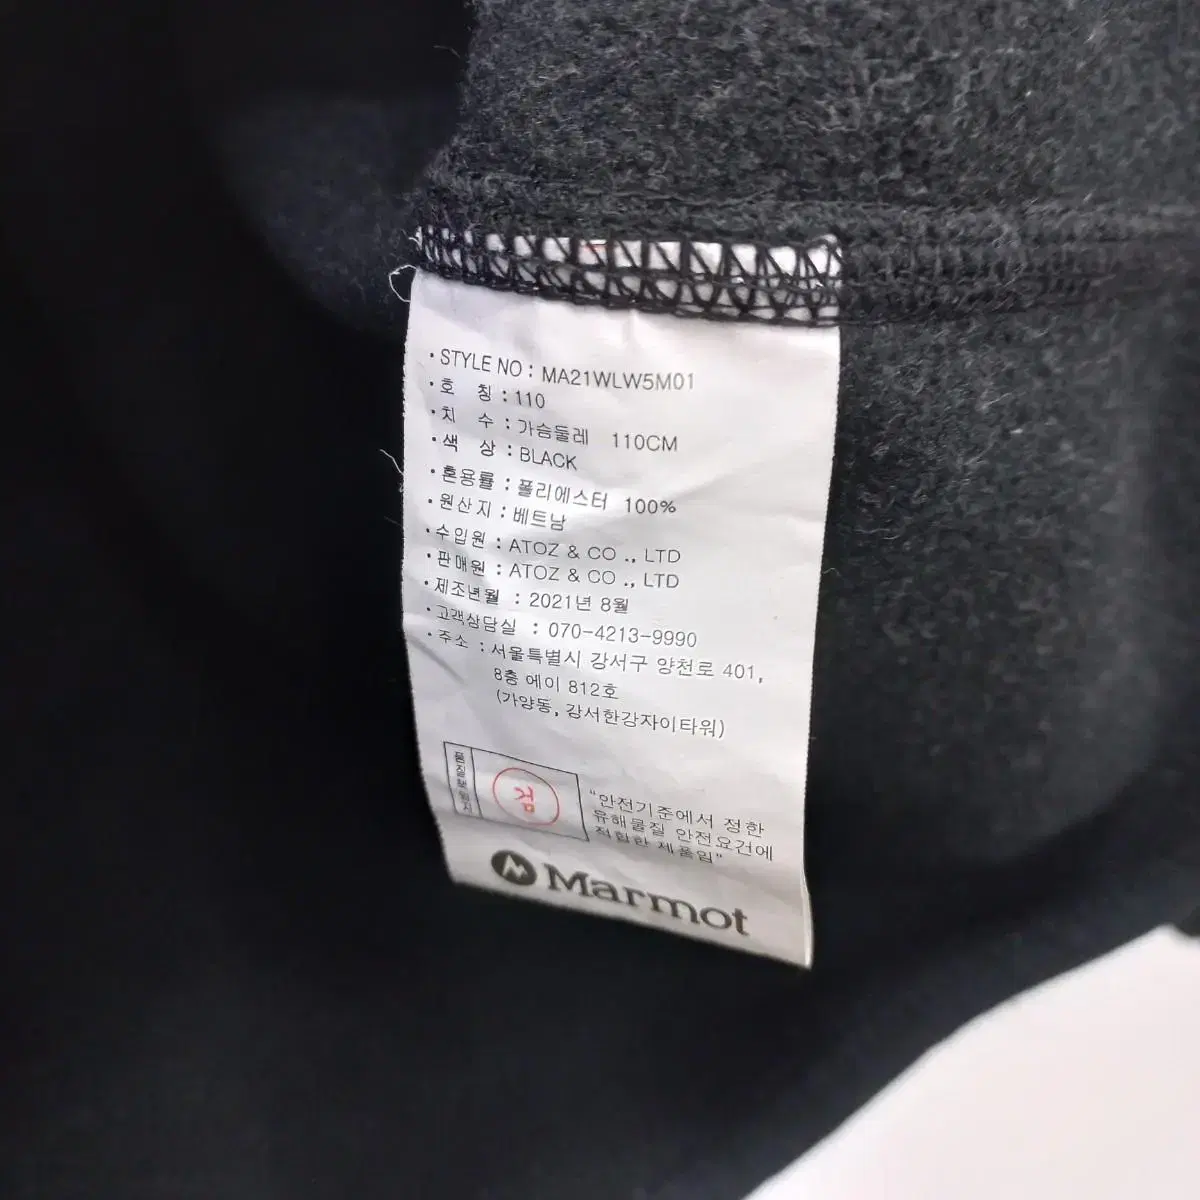 · STYLE NO : MA21WLW5M01
· 호 칭 : 110
· 치 수 : 가슴둘레 110CM
· 색 상 : BLACK
· 혼용률 : 폴리에스터 100%
· 원산지 : 베트남
· 수입원 : ATOZ & CO ., LTD
· 판매원 : ATOZ & CO ., LTD
· 제조년월 : 2021년 8월
· 고객상담실 : 070-4213-9990
· 주소 : 서울특별시 강서구 양천로 401,
8층 에이 812호
(가양동, 강서한강자이타워)
품질책임자
검
"안전기준에서 정한
유해물질 안전요건에
적합한 제품임"
Marmot